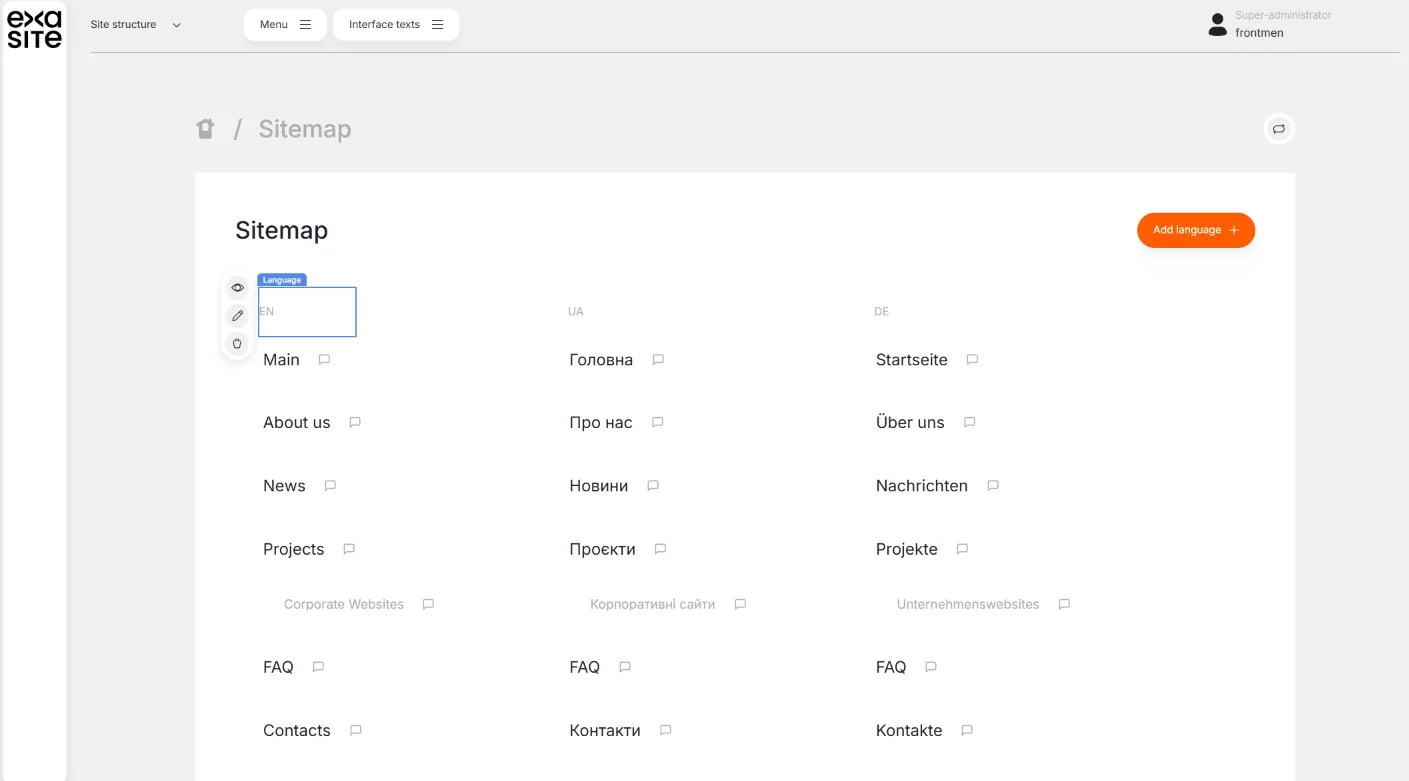 exa
SITE
Site structure
Menu
Interface texts
Super-administrator
frontmen
/ Sitemap
Sitemap
Add language +
Language
EN
UA
DE
Main
Головна
Startseite
About us
Про нас
Über uns
News
Новини
Nachrichten
Projects
Проєкти
Projekte
Corporate Websites
Корпоративні сайти
Unternehmenswebsites
FAQ
FAQ
FAQ
Contacts
Контакти
Kontakte